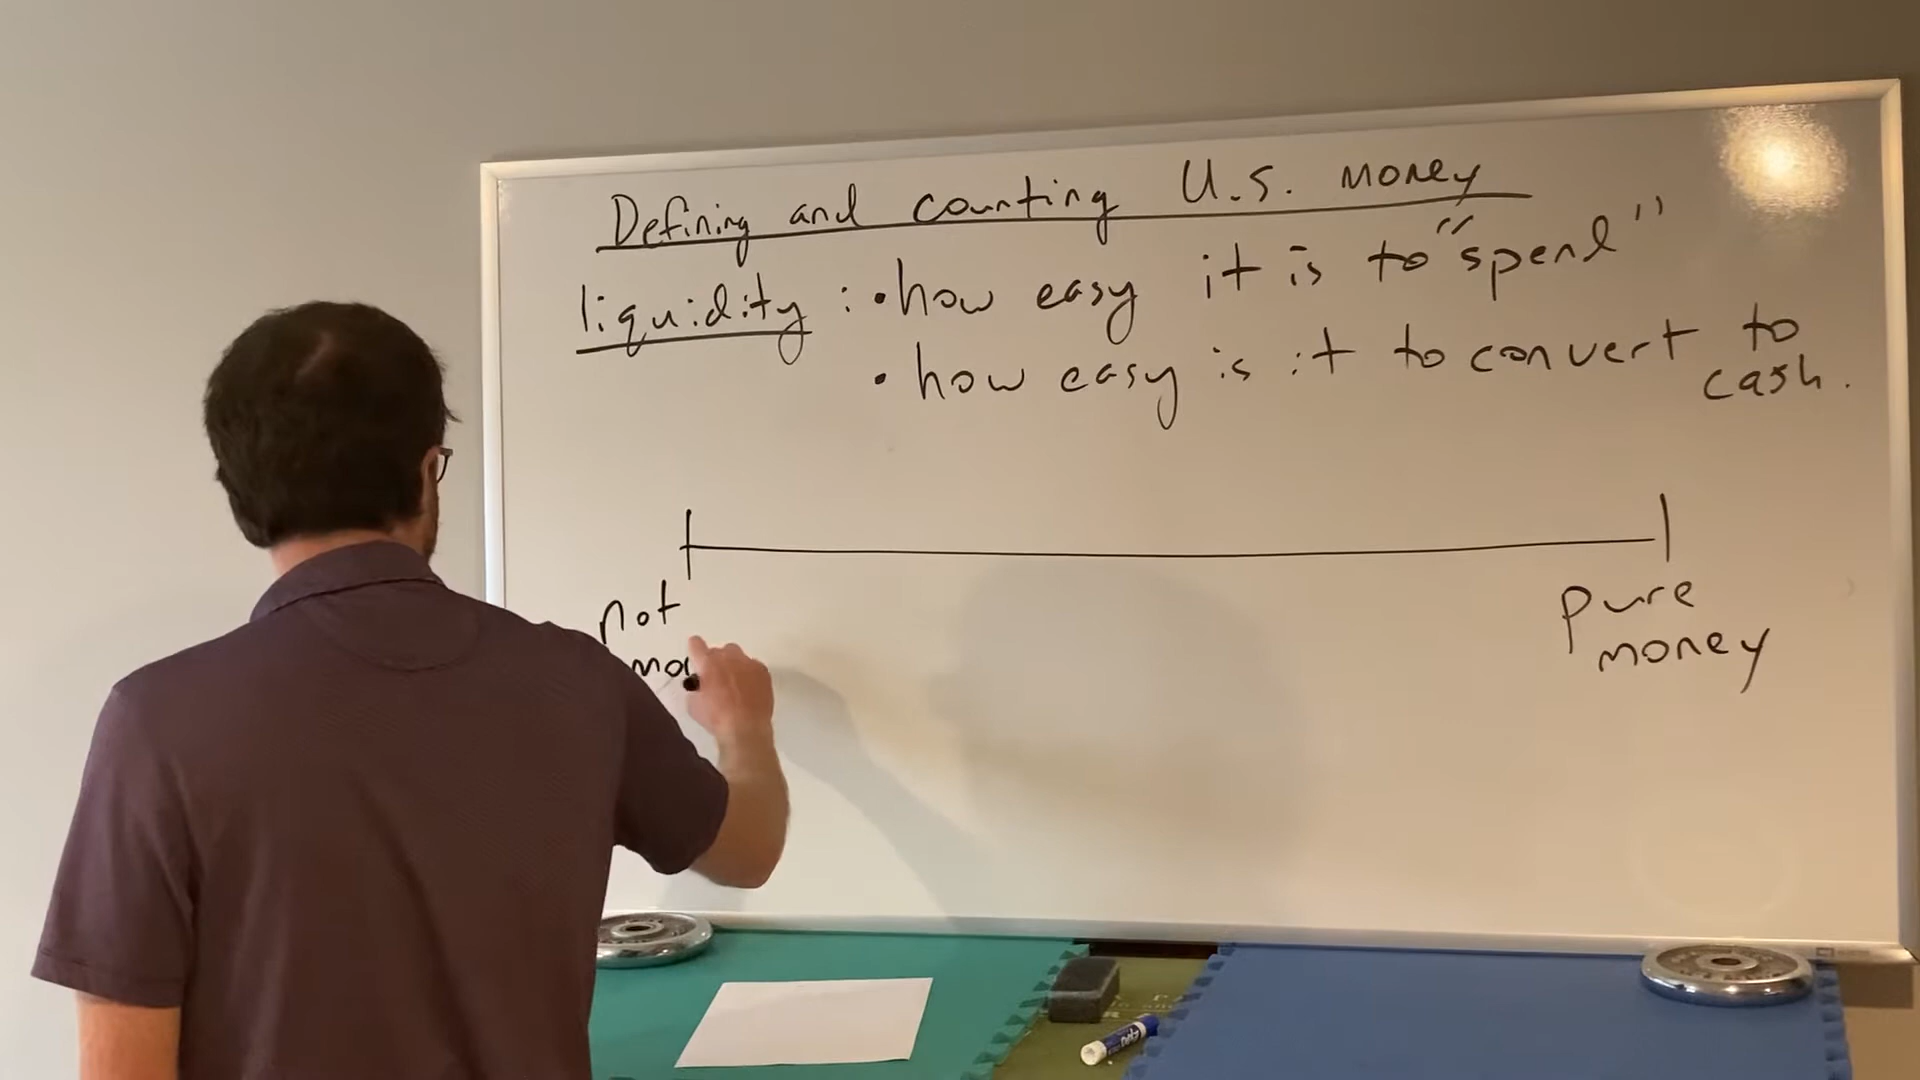 Defining and counting U.S. money
liquidity : • how easy it is to "spend"
• how easy is it to convert to
cash.
not
mo
pure
money